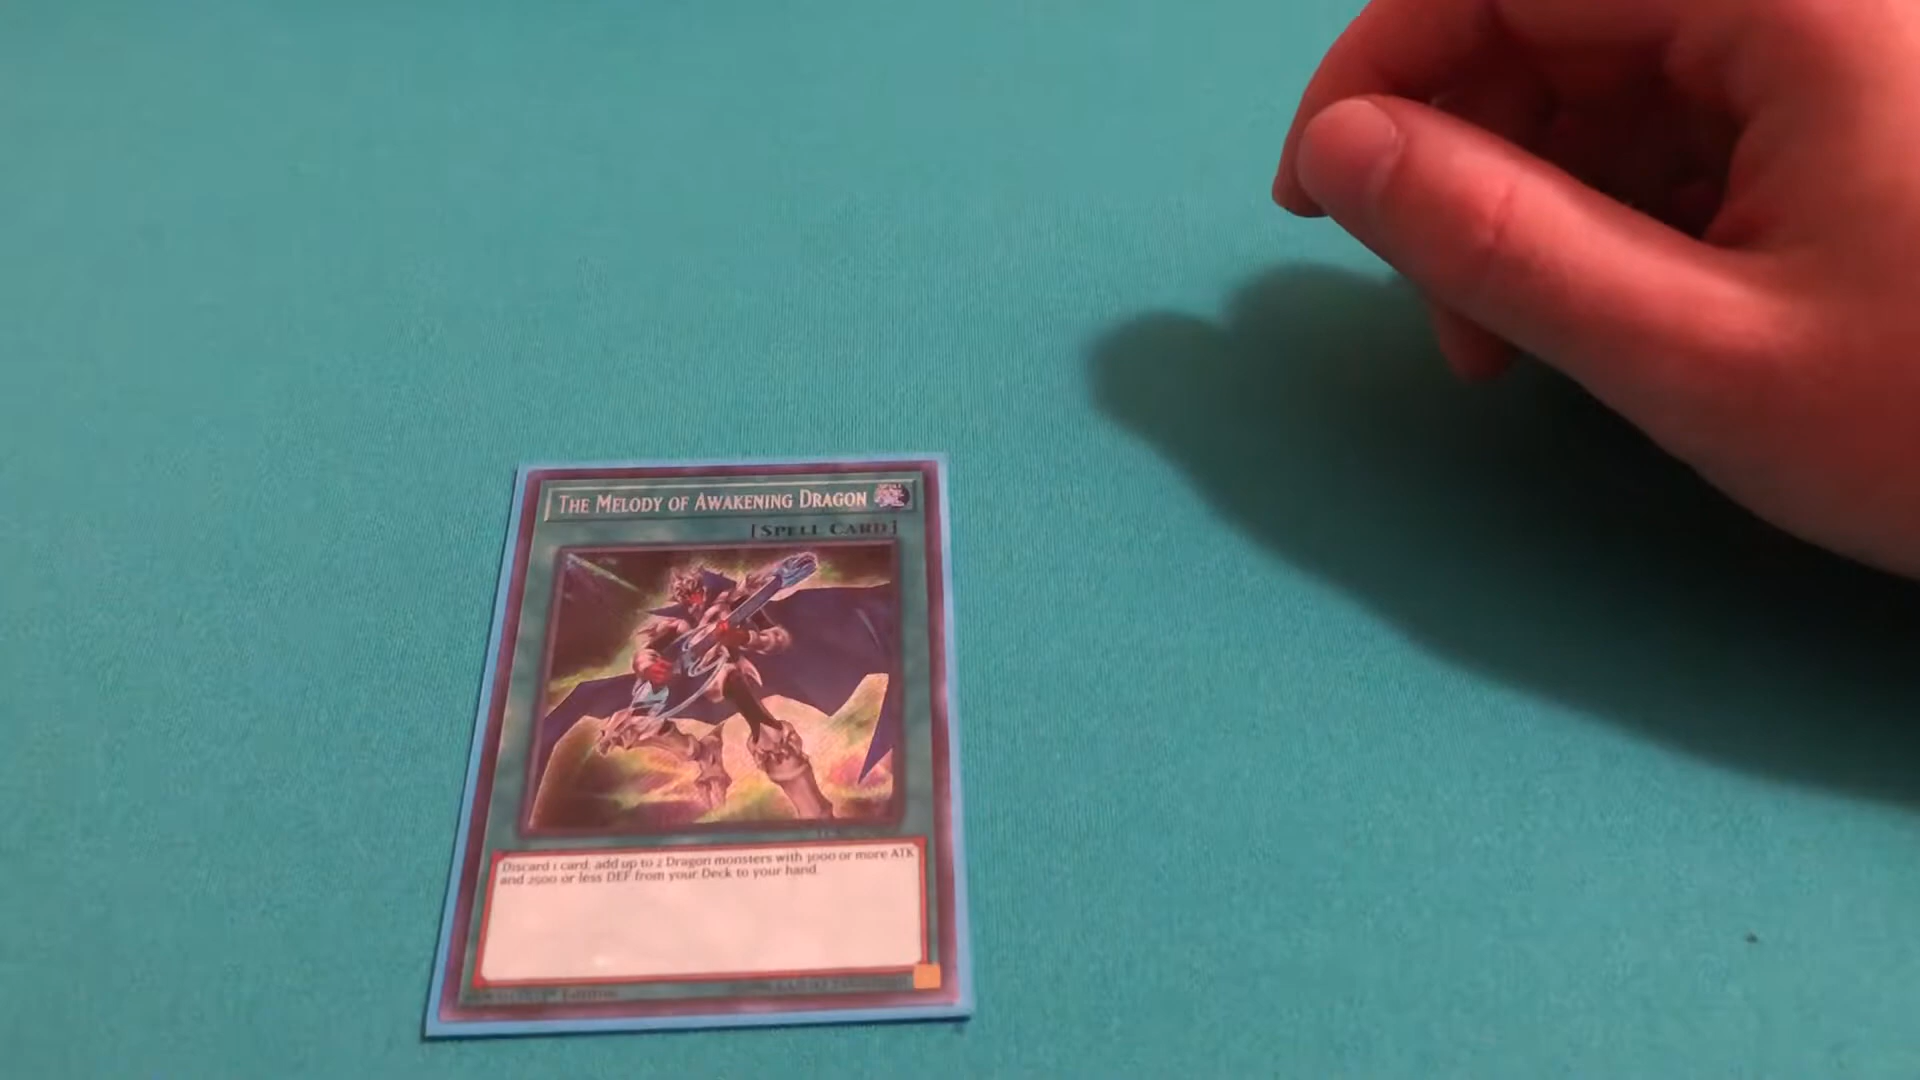 THE MELODY OF AWAKENING DRAGON
[SPELL CARD]
Discard 1 card; add up to 2 Dragon monsters with 3000 or more ATK
and 2500 or less DEF from your Deck to your hand.
Edition